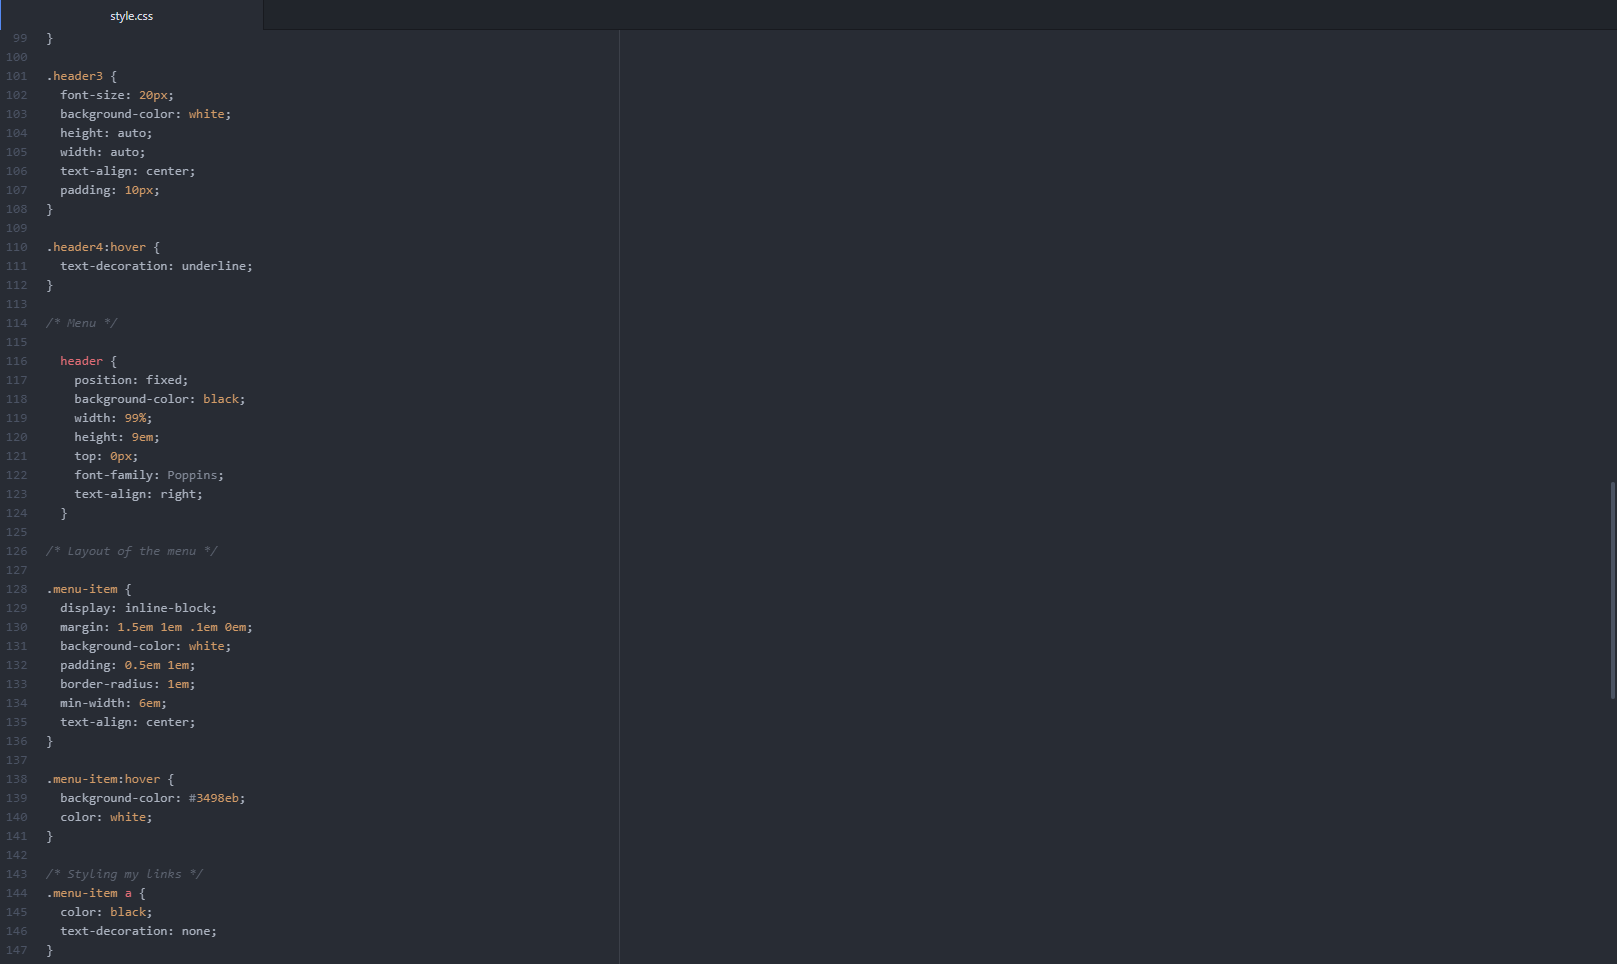 style.css
99 }
100
101 .header3 {
102   font-size: 20px;
103   background-color: white;
104   height: auto;
105   width: auto;
106   text-align: center;
107   padding: 10px;
108 }
109
110 .header4:hover {
111   text-decoration: underline;
112 }
113
114 /* Menu */
115
116   header {
117     position: fixed;
118     background-color: black;
119     width: 99%;
120     height: 9em;
121     top: 0px;
122     font-family: Poppins;
123     text-align: right;
124   }
125
126 /* Layout of the menu */
127
128 .menu-item {
129   display: inline-block;
130   margin: 1.5em 1em .1em 0em;
131   background-color: white;
132   padding: 0.5em 1em;
133   border-radius: 1em;
134   min-width: 6em;
135   text-align: center;
136 }
137
138 .menu-item:hover {
139   background-color: #3498eb;
140   color: white;
141 }
142
143 /* Styling my links */
144 .menu-item a {
145   color: black;
146   text-decoration: none;
147 }